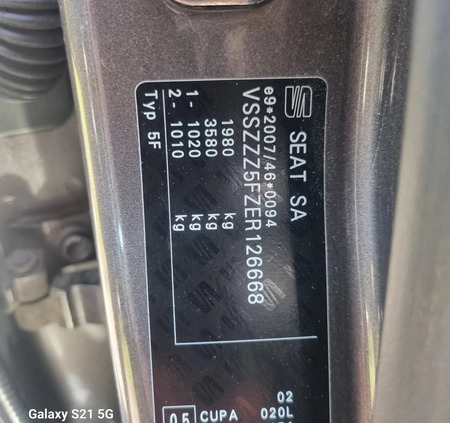 SEAT SA
e9*2007/46*0094
VSSZZZ5FZER126668
1980 kg
3580 kg
1- 1020 kg
2- 1010 kg
Typ 5F
02
CUPA 020L
0.5
Galaxy S21 5G